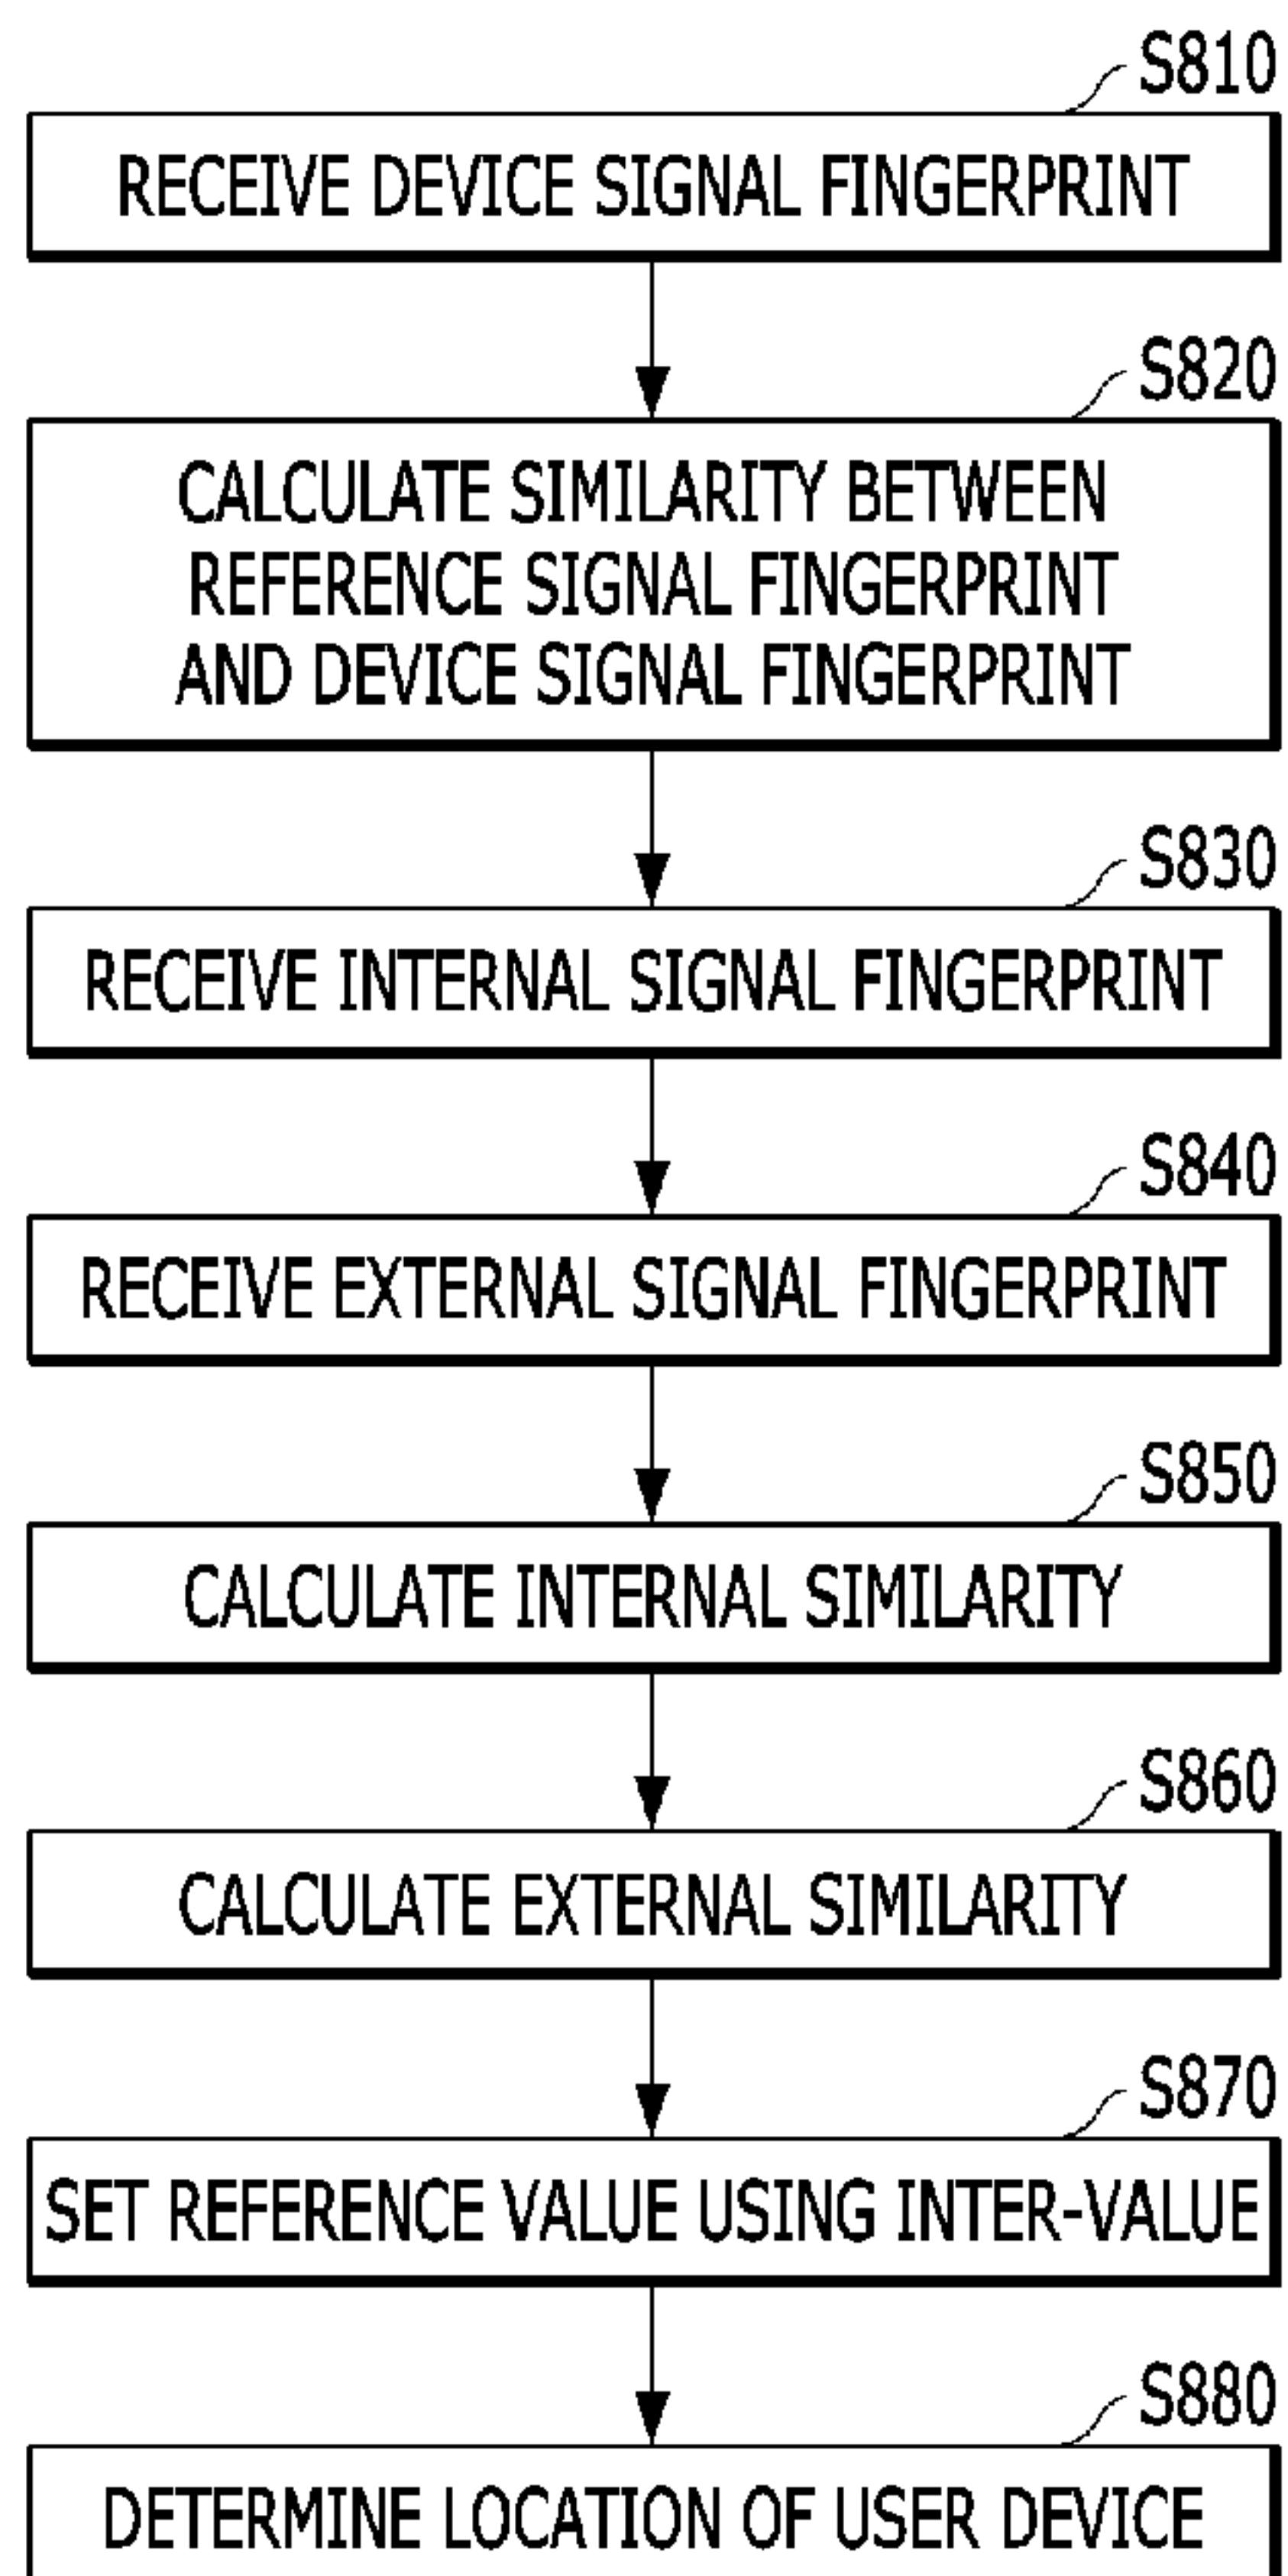 S810
RECEIVE DEVICE SIGNAL FINGERPRINT
S820
CALCULATE SIMILARITY BETWEEN
REFERENCE SIGNAL FINGERPRINT
AND DEVICE SIGNAL FINGERPRINT
S830
RECEIVE INTERNAL SIGNAL FINGERPRINT
S840
RECEIVE EXTERNAL SIGNAL FINGERPRINT
S850
CALCULATE INTERNAL SIMILARITY
S860
CALCULATE EXTERNAL SIMILARITY
S870
SET REFERENCE VALUE USING INTER-VALUE
S880
DETERMINE LOCATION OF USER DEVICE